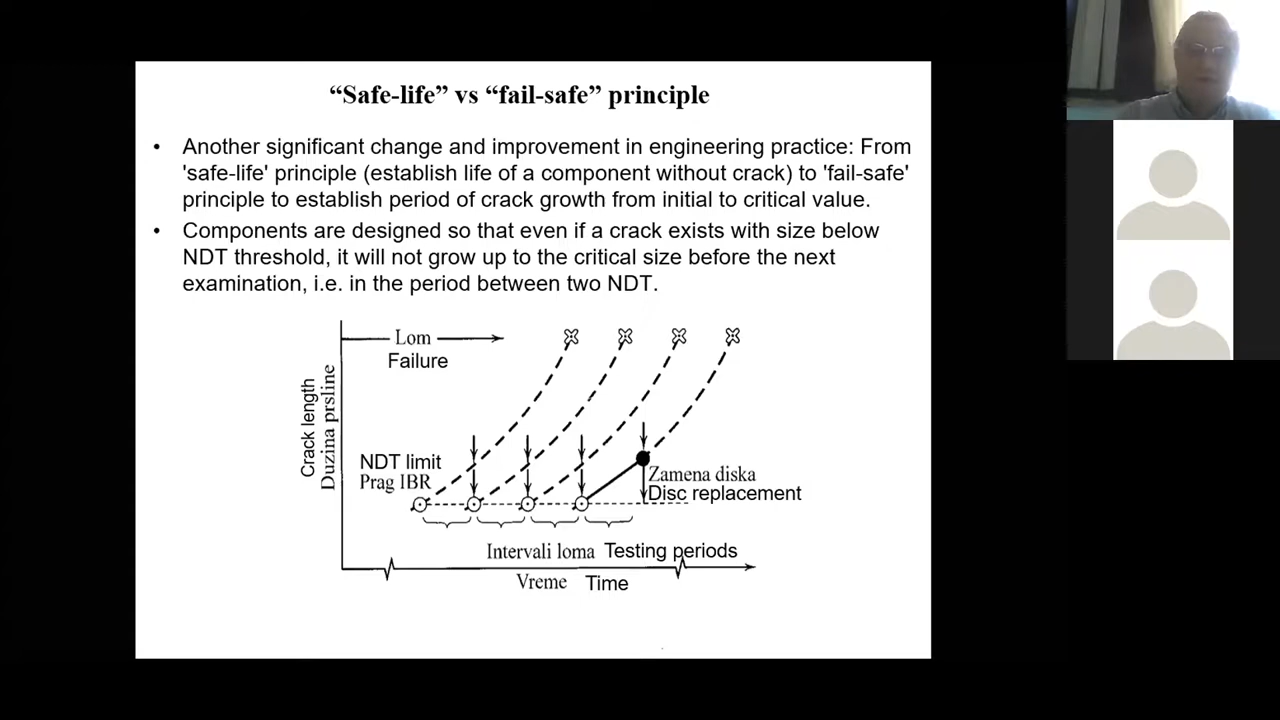 “Safe-life” vs “fail-safe” principle
• Another significant change and improvement in engineering practice: From
'safe-life' principle (establish life of a component without crack) to 'fail-safe'
principle to establish period of crack growth from initial to critical value.
• Components are designed so that even if a crack exists with size below
NDT threshold, it will not grow up to the critical size before the next
examination, i.e. in the period between two NDT.
Lom
Failure
Crack length
Duzina prsline
NDT limit
Prag IBR
Zamena diska
Disc replacement
Intervali loma Testing periods
Vreme Time